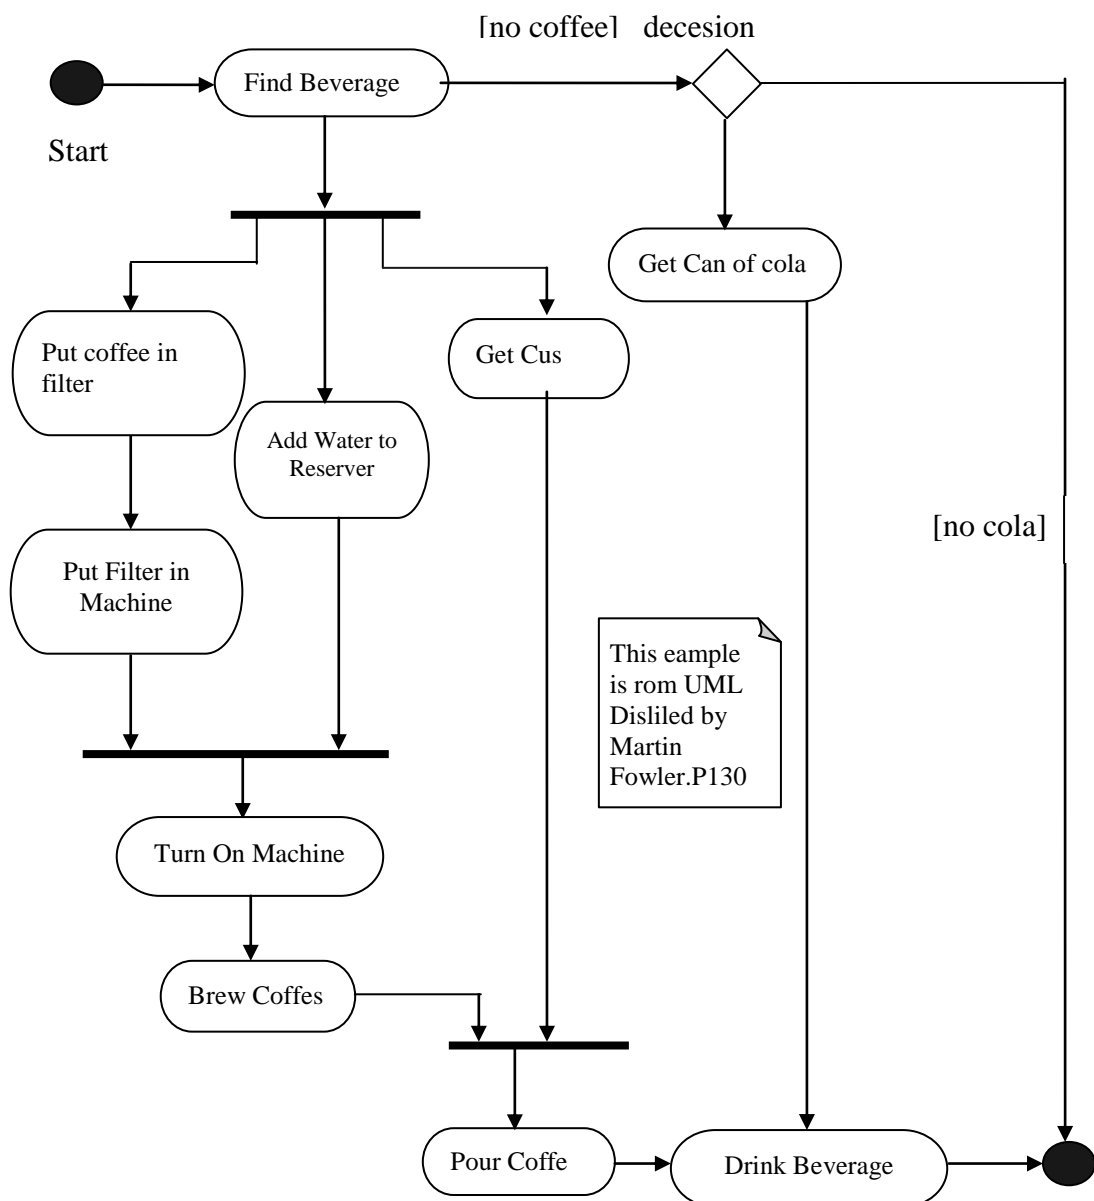 [no coffee] decesion
Find Beverage
Start
Get Can of cola
Put coffee in
filter
Get Cus
Add Water to
Reserver
[no cola]
Put Filter in
Machine
This eample
is rom UML
Disliled by
Martin
Fowler.P130
Turn On Machine
Brew Coffes
Pour Coffe
Drink Beverage